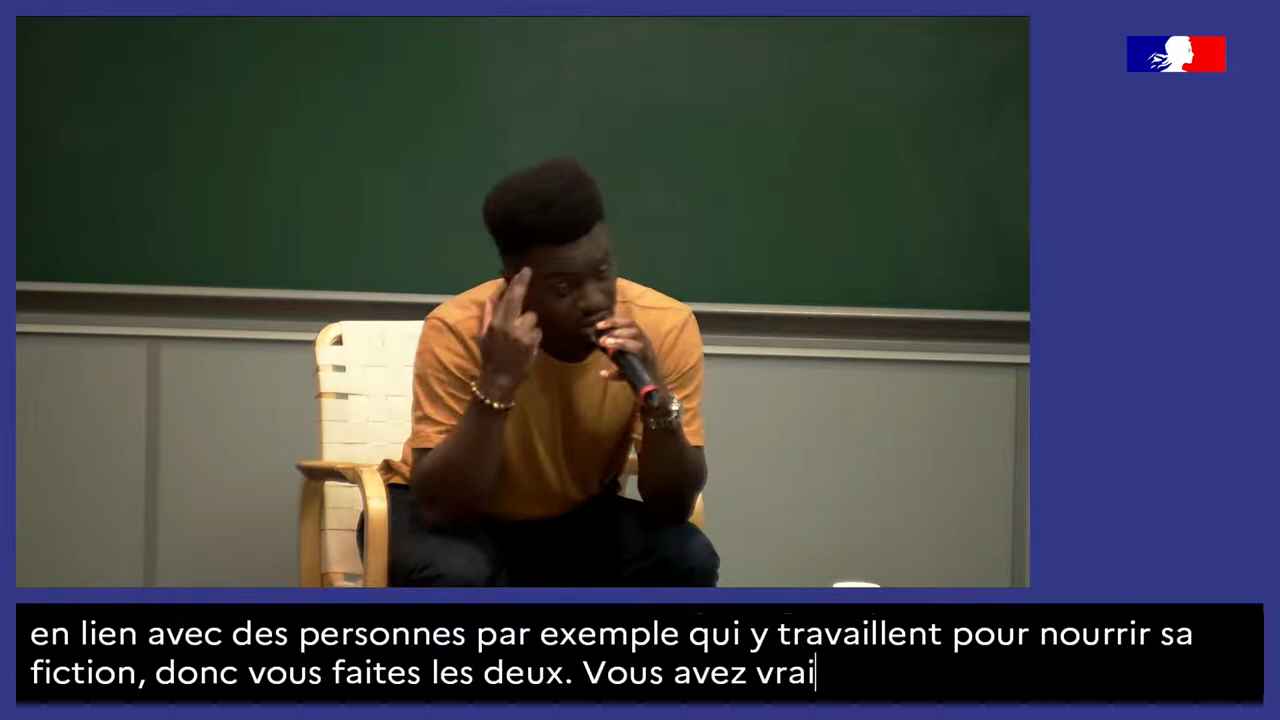 en lien avec des personnes par exemple qui y travaillent pour nourrir sa
fiction, donc vous faites les deux. Vous avez vrai